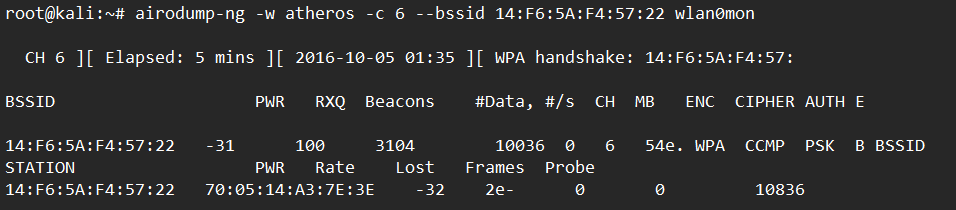 root@kali:~# airodump-ng -w atheros -c 6 --bssid 14:F6:5A:F4:57:22 wlan0mon
CH 6 ][ Elapsed: 5 mins ][ 2016-10-05 01:35 ][ WPA handshake: 14:F6:5A:F4:57:
BSSID PWR RXQ Beacons #Data, #/s CH MB ENC CIPHER AUTH E
14:F6:5A:F4:57:22 -31 100 3104 10036 0 6 54e. WPA CCMP PSK B BSSID
STATION PWR Rate Lost Frames Probe
14:F6:5A:F4:57:22 70:05:14:A3:7E:3E -32 2e- 0 0 10836